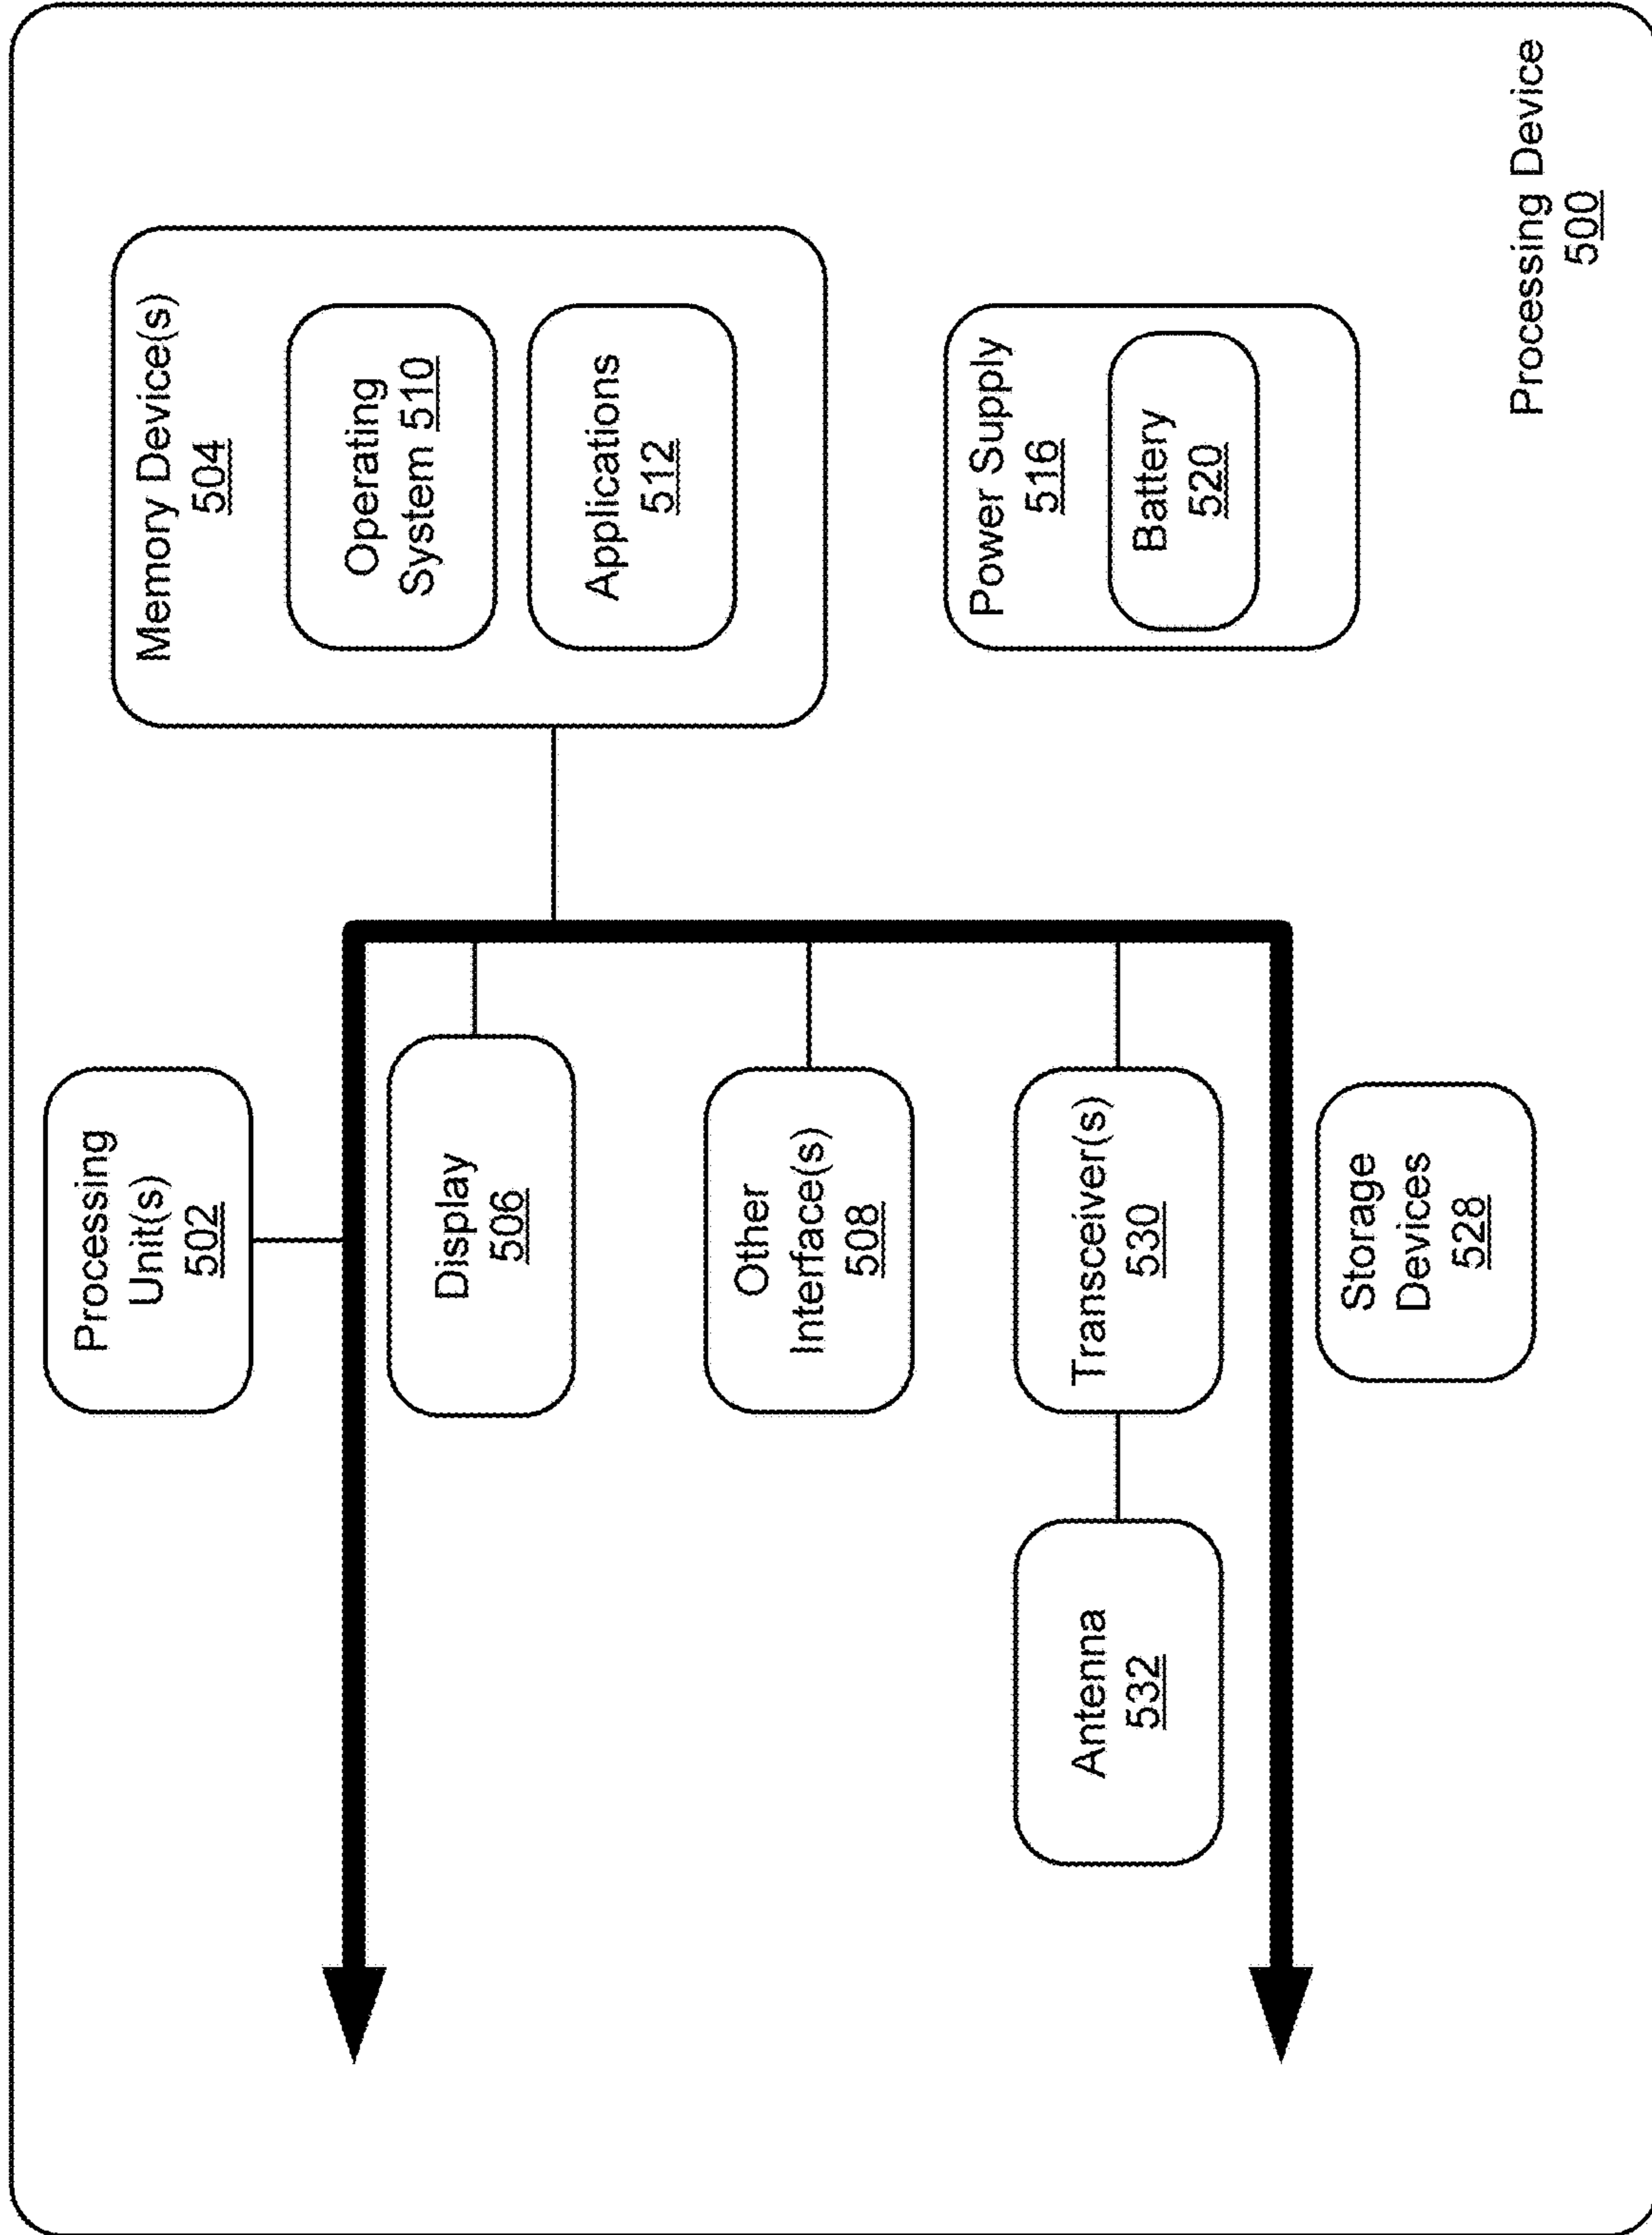 Processing
Unit(s)
502
Memory Device(s)
504
Operating
System 510
Applications
512
Display
506
Other
Interface(s)
508
Transceiver(s)
530
Antenna
532
Power Supply
516
Battery
520
Storage
Devices
528
Processing Device
500